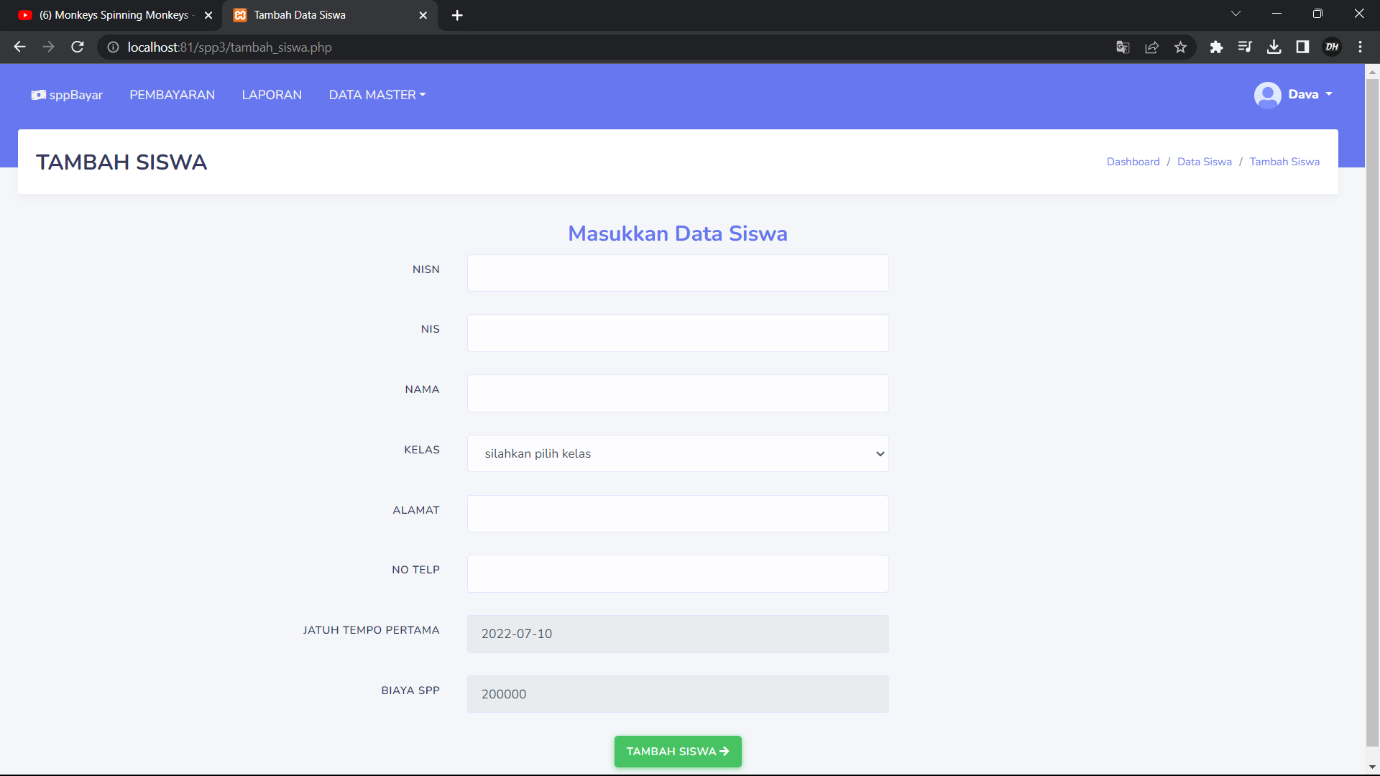 (6) Monkeys Spinning Monkeys -
Tambah Data Siswa
localhost:81/spp3/tambah_siswa.php
DH
sppBayar
PEMBAYARAN
LAPORAN
DATA MASTER
Dava
TAMBAH SISWA
Dashboard / Data Siswa / Tambah Siswa
Masukkan Data Siswa
NISN
NIS
NAMA
KELAS
silahkan pilih kelas
ALAMAT
NO TELP
JATUH TEMPO PERTAMA
2022-07-10
BIAYA SPP
200000
TAMBAH SISWA